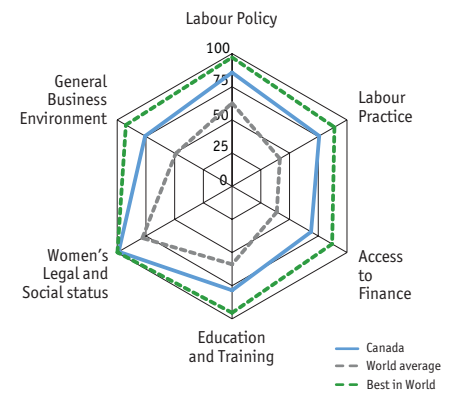 Labour Policy
100
75
50
25
0
General
Business
Environment
Labour
Practice
Women's
Legal and
Social status
Access
to
Finance
Education
and Training
Canada
World average
Best in World